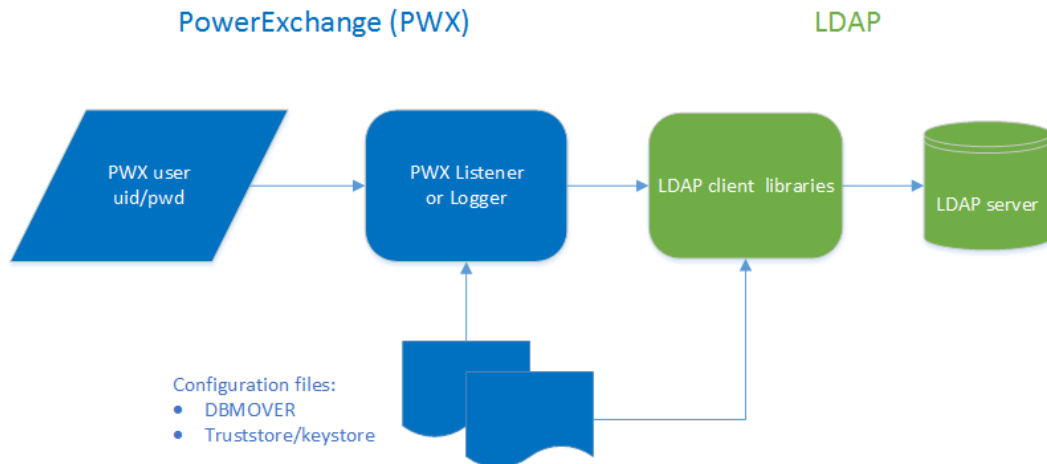 PowerExchange (PWX)
LDAP
PWX user
uid/pwd
PWX Listener
or Logger
LDAP client libraries
LDAP server
Configuration files:
• DBMOVER
• Truststore/keystore